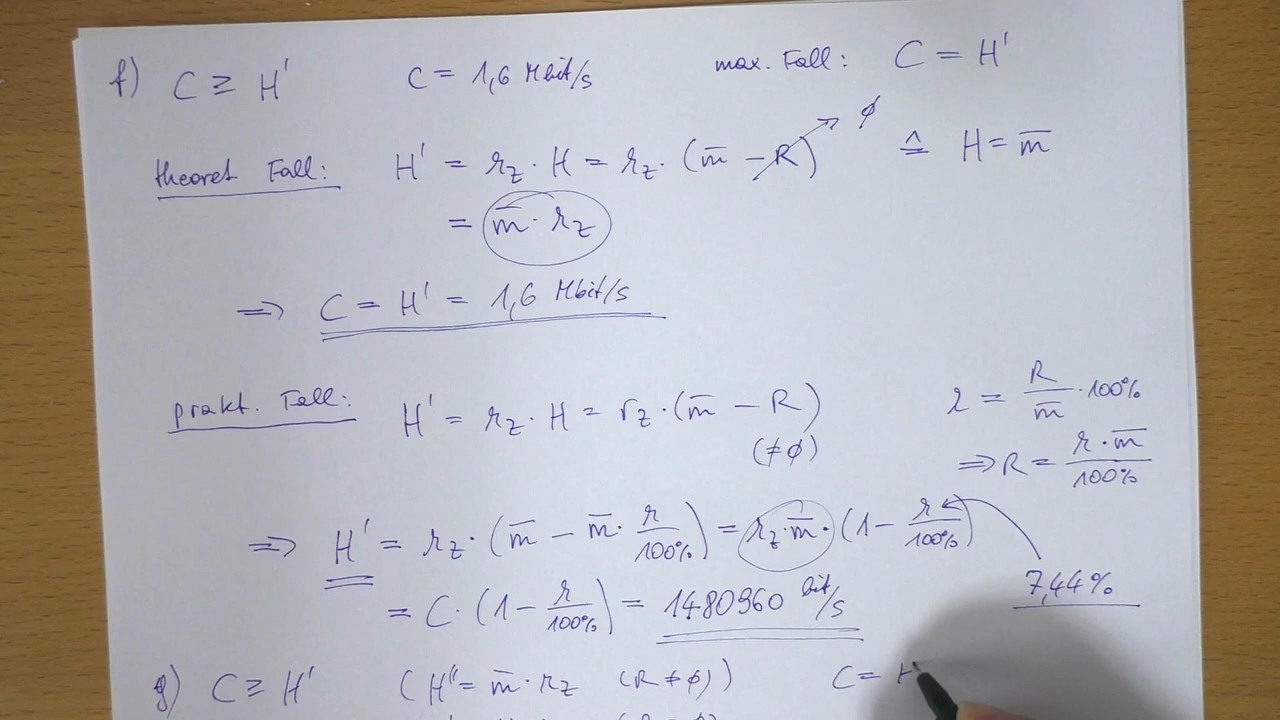 f) C ≥ H' C = 1,6 Mbit/s max. Fall: C = H'
theoret Fall: H' = r_z · H = r_z · (m̅ - R) → ∅ ≙ H = m̅
= m̅ · r_z
⇒ C = H' = 1,6 Mbit/s
prakt. Fall: H' = r_z · H = r_z · (m̅ - R) r = R/m̅ · 100%
(≠∅) ⇒ R = r · m̅/100%
⇒ H' = r_z · (m̅ - m̅ · r/100%) = r_z · m̅ · (1 - r/100%)
7,44%
= C · (1 - r/100%) = 1480960 bit/s
g) C ≥ H' (H' = m̅ · r_z (R ≠ ∅)) C = H